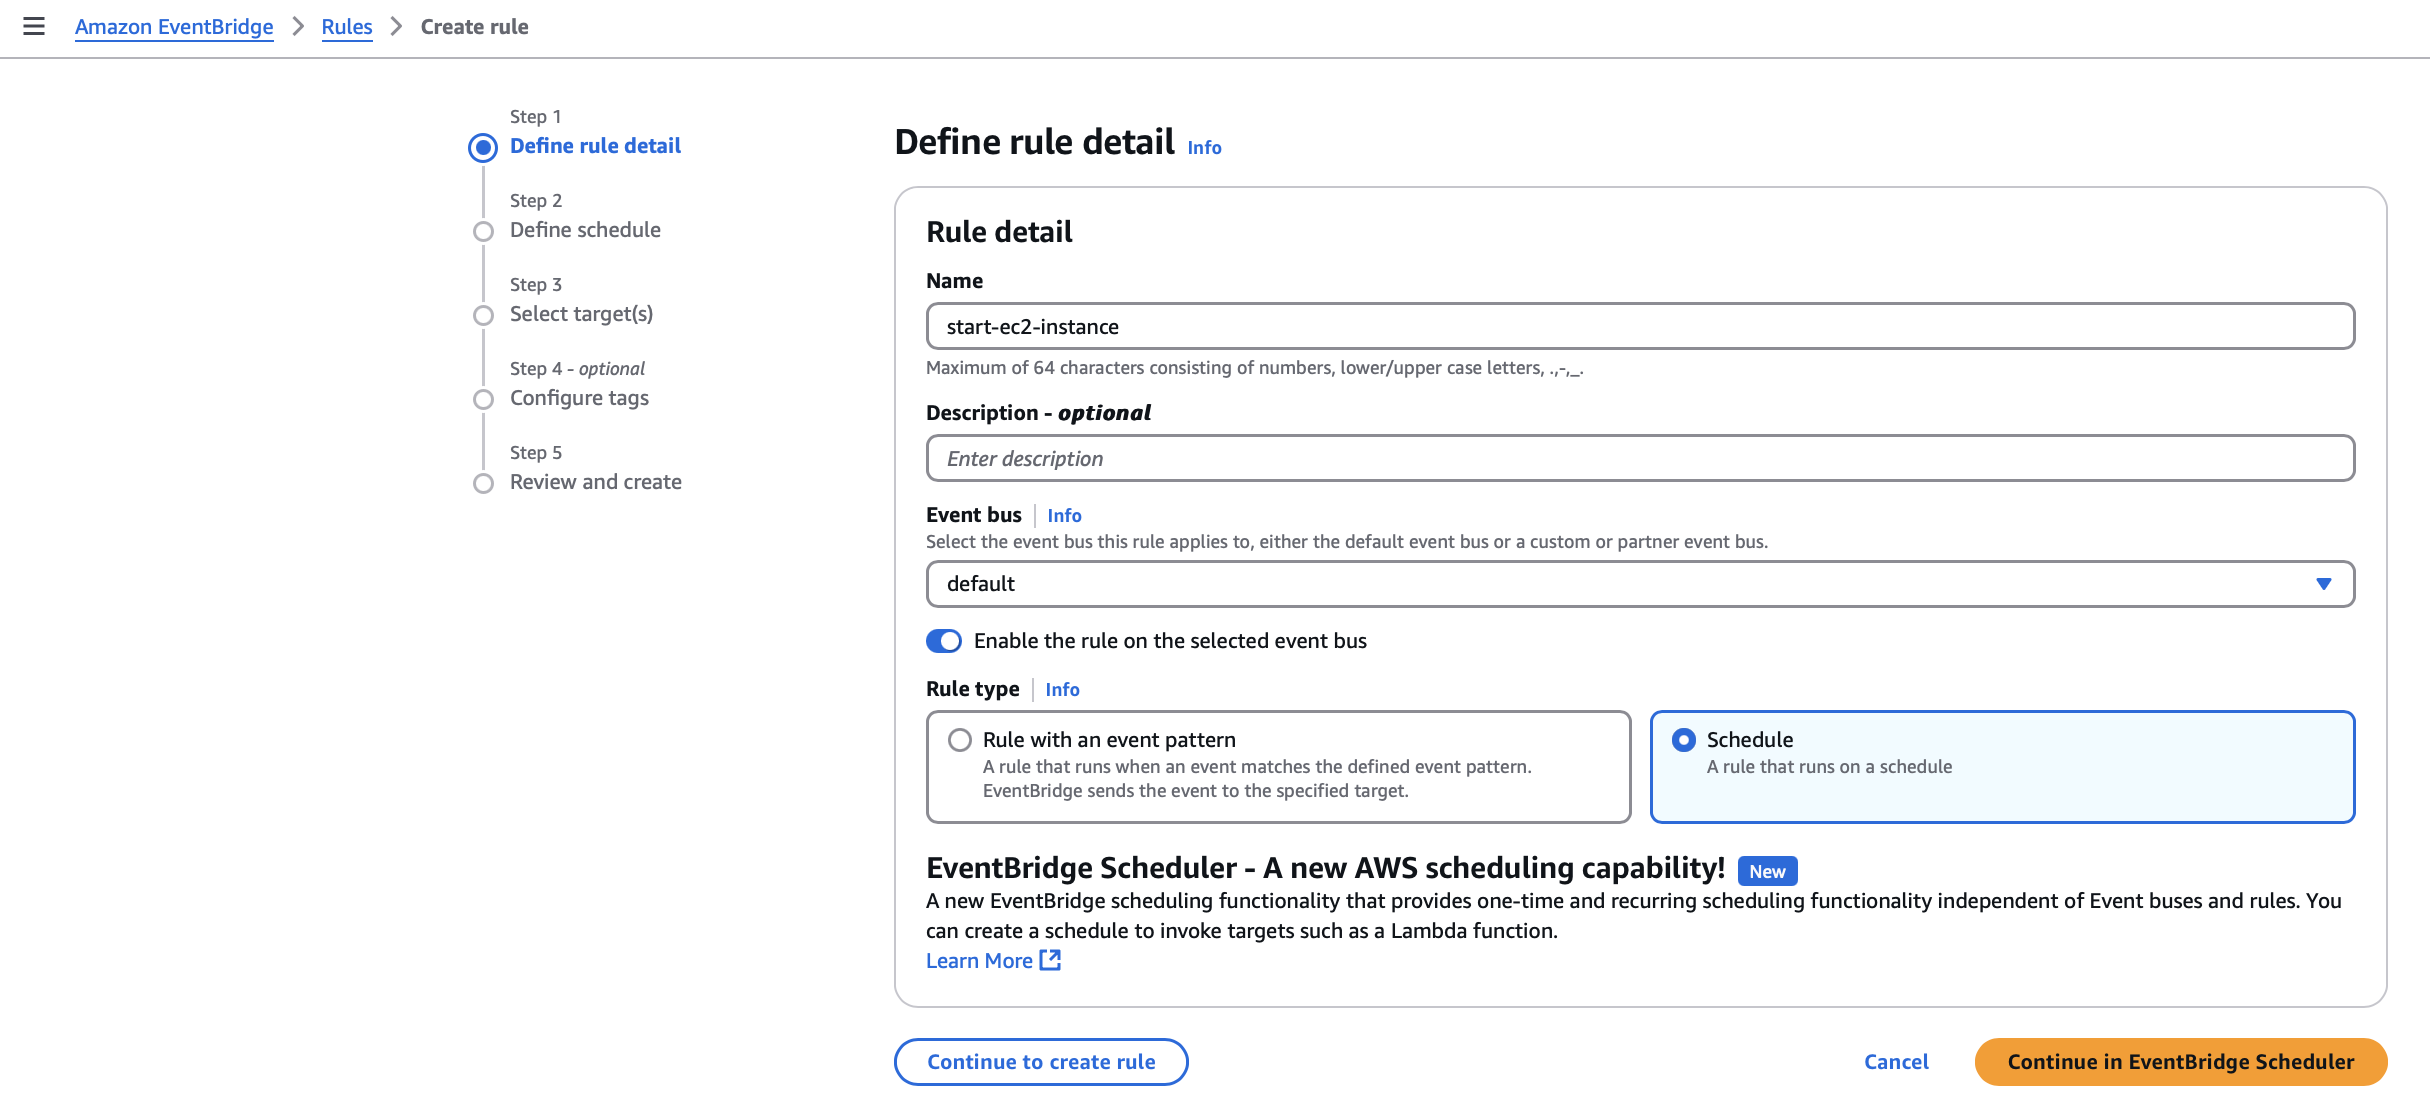 Amazon EventBridge > Rules > Create rule
Step 1
Define rule detail
Step 2
Define schedule
Step 3
Select target(s)
Step 4 - optional
Configure tags
Step 5
Review and create
Define rule detail Info
Rule detail
Name
start-ec2-instance
Maximum of 64 characters consisting of numbers, lower/upper case letters, .,-,_.
Description - optional
Enter description
Event bus Info
Select the event bus this rule applies to, either the default event bus or a custom or partner event bus.
default
Enable the rule on the selected event bus
Rule type Info
Rule with an event pattern
A rule that runs when an event matches the defined event pattern.
EventBridge sends the event to the specified target.
Schedule
A rule that runs on a schedule
EventBridge Scheduler - A new AWS scheduling capability! New
A new EventBridge scheduling functionality that provides one-time and recurring scheduling functionality independent of Event buses and rules. You
can create a schedule to invoke targets such as a Lambda function.
Learn More
Continue to create rule
Cancel
Continue in EventBridge Scheduler